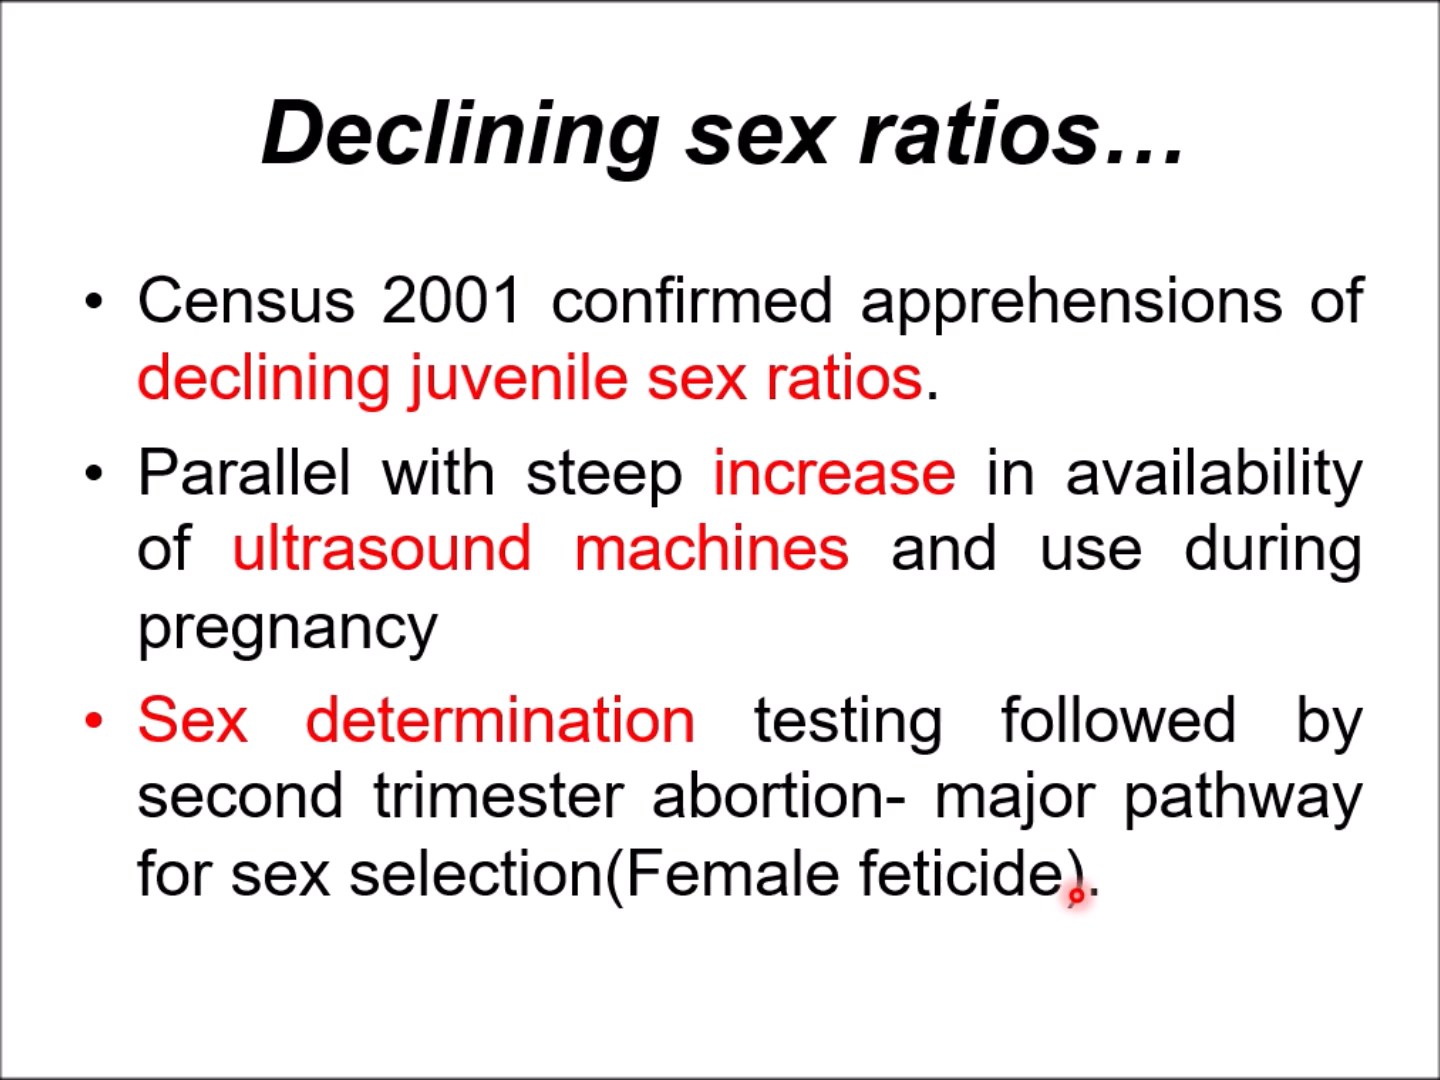 Declining sex ratios...
• Census 2001 confirmed apprehensions of
declining juvenile sex ratios.
• Parallel with steep increase in availability
of ultrasound machines and use during
pregnancy
• Sex determination testing followed by
second trimester abortion- major pathway
for sex selection(Female feticide).